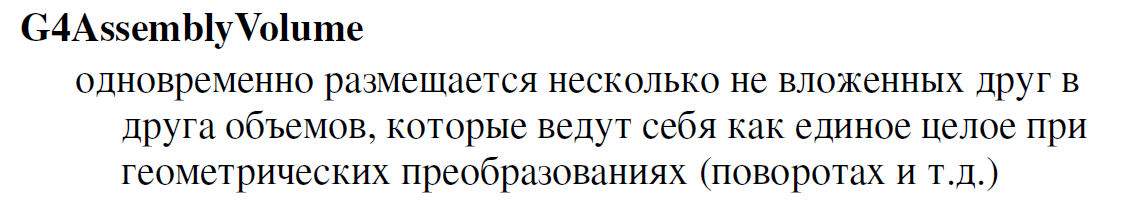 G4AssemblyVolume
одновременно размещается несколько не вложенных друг в
друга объемов, которые ведут себя как единое целое при
геометрических преобразованиях (поворотах и т.д.)